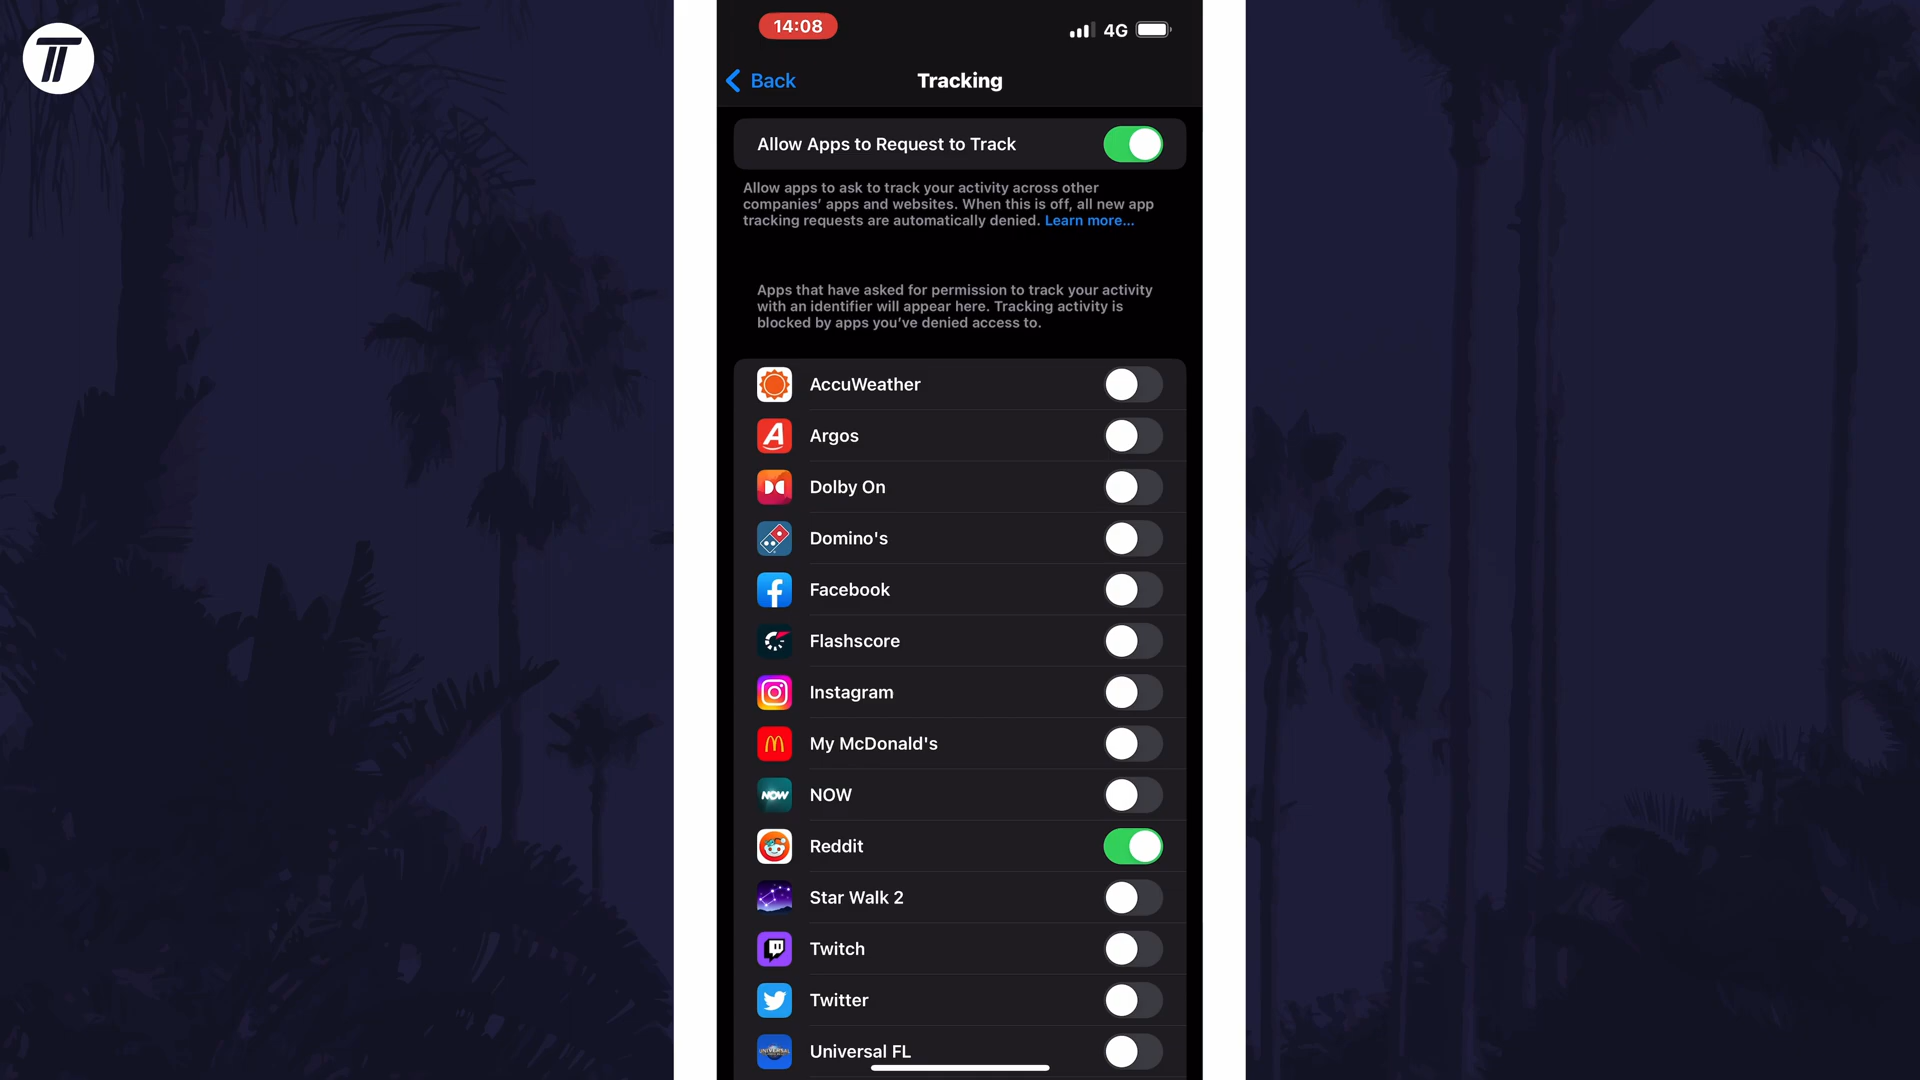 14:08
4G
Back
Tracking
Allow Apps to Request to Track
Allow apps to ask to track your activity across other
companies' apps and websites. When this is off, all new app
tracking requests are automatically denied. Learn more...
Apps that have asked for permission to track your activity
with an identifier will appear here. Tracking activity is
blocked by apps you've denied access to.
AccuWeather
Argos
Dolby On
Domino's
Facebook
Flashscore
Instagram
My McDonald's
NOW
NOW
Reddit
Star Walk 2
Twitch
Twitter
UNIVERSAL
Universal FL